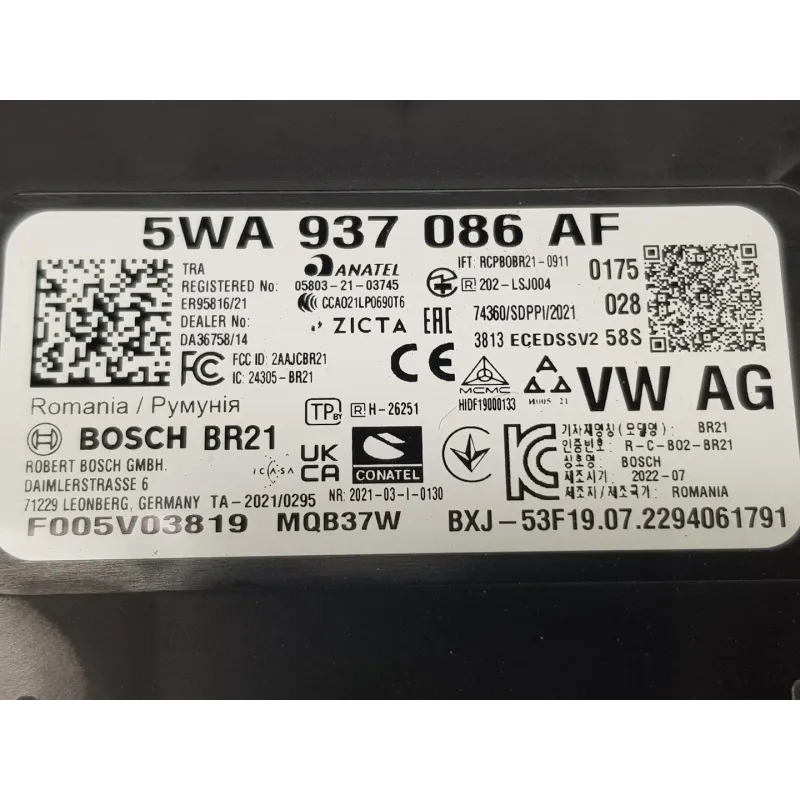 5WA 937 086 AF
TRA
REGISTERED No:
ER95816/21
DEALER No:
DA36758/14
FCC ID: 2AAJCBR21
IC: 24305-BR21
ANATEL
05803-21-03745
CCAO21LP0690T6
ZICTA
EAC
CE
IFT: RCPBOBR21-0911
R 202-LSJ004
74360/SDPPI/2021
3813 ECEDSSV2
0175
028
58S
MCMC
HIDF19000133
VW AG
Romania / Румунія
BOSCH BR21
ROBERT BOSCH GMBH.
DAIMLERSTRASSE 6
71229 LEONBERG, GERMANY
TP BY
R H-26251
ICASA
TA-2021/0295
UK
CA
CONATEL
NR: 2021-03-I-0130
기자재명칭(모델명): BR21
인증번호: R-C-B02-BR21
상호명: BOSCH
제조시기: 2022-07
제조지/제조국가: ROMANIA
F005V03819 MQB37W BXJ-53F19.07.2294061791